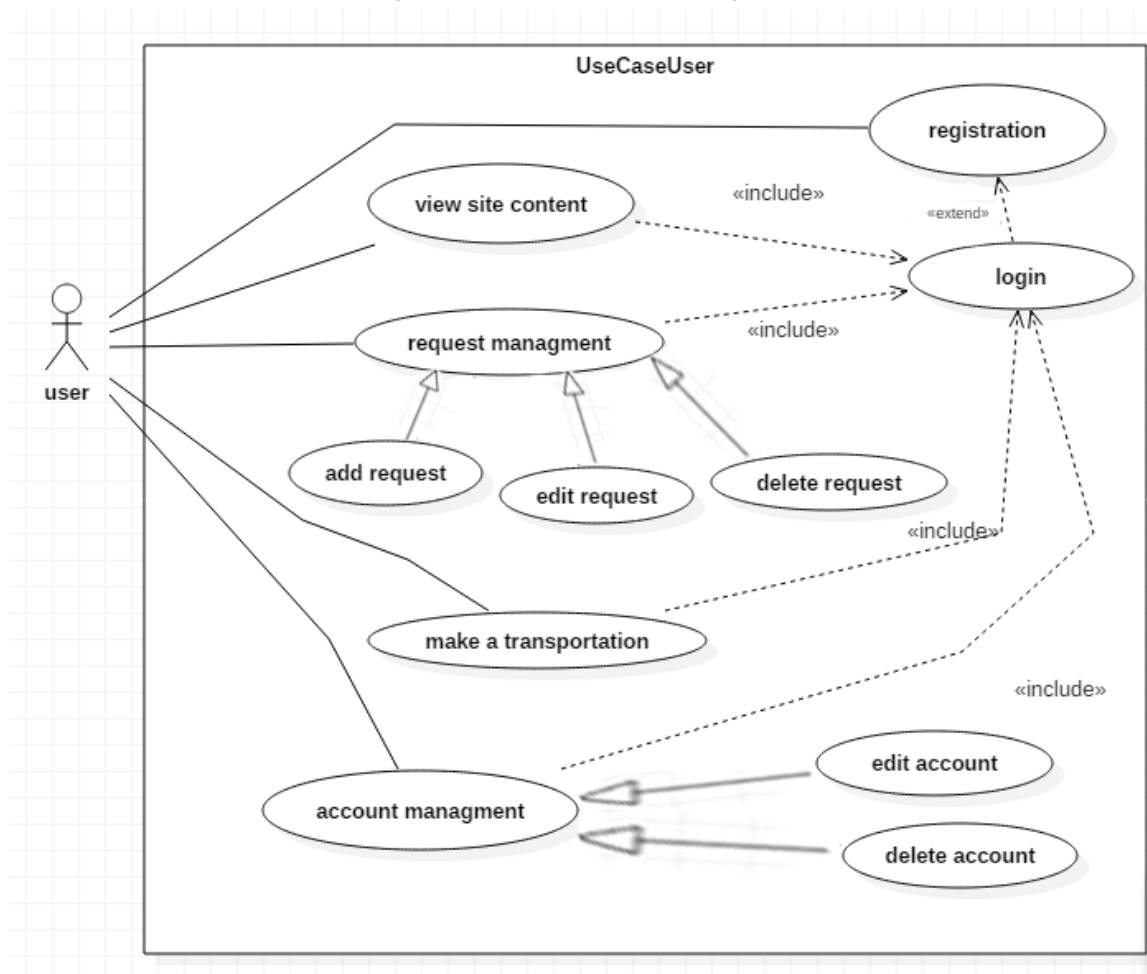 UseCaseUser
registration
view site content
«include»
«extend»
login
request managment
«include»
user
add request
edit request
delete request
«include»
make a transportation
«include»
edit account
account managment
delete account